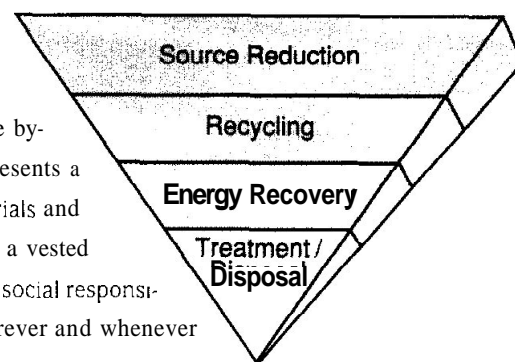 Source Reduction
Recycling
Energy Recovery
Treatment /
Disposal
e by-
esents a
rials and
a vested
social responsi-
rever and whenever